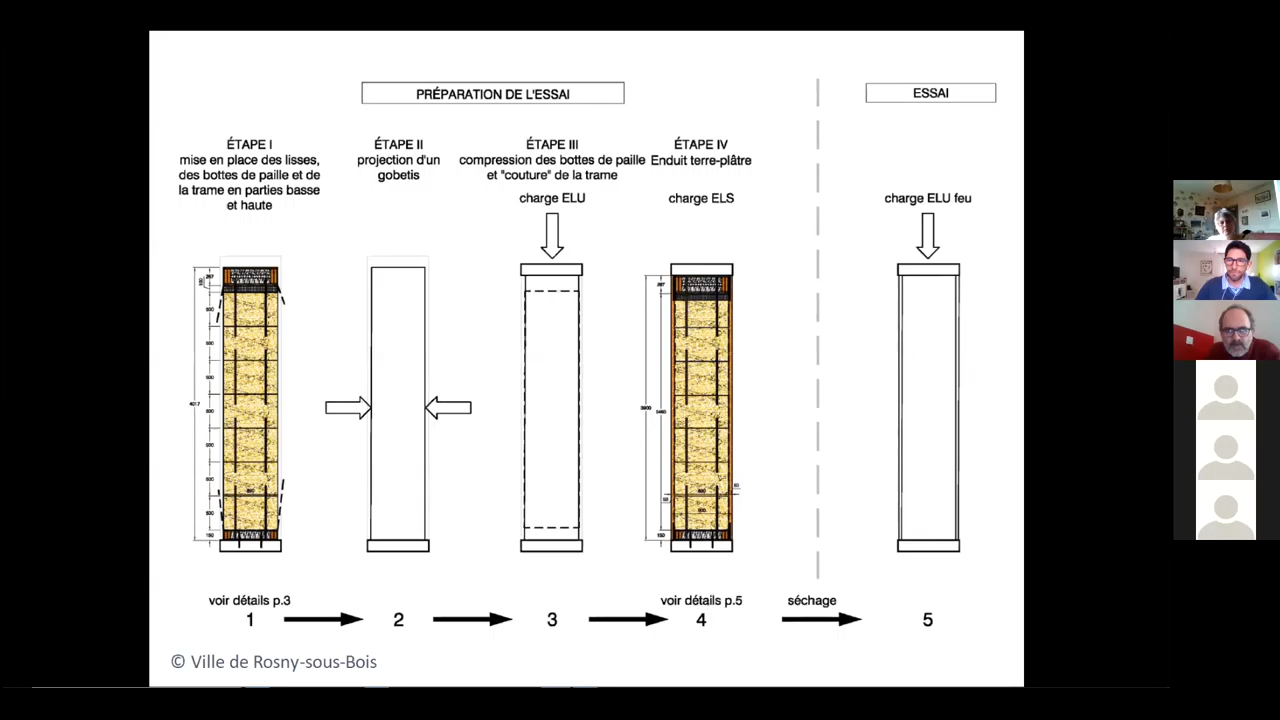 PRÉPARATION DE L'ESSAI
ESSAI
ÉTAPE I
mise en place des lisses,
des bottes de paille et de
la trame en parties basse
et haute
ÉTAPE II
projection d'un
gobetis
ÉTAPE III
compression des bottes de paille
et "couture" de la trame
charge ELU
ÉTAPE IV
Enduit terre-plâtre
charge ELS
charge ELU feu
voir détails p.3
voir détails p.5
séchage
1
2
3
4
5
© Ville de Rosny-sous-Bois